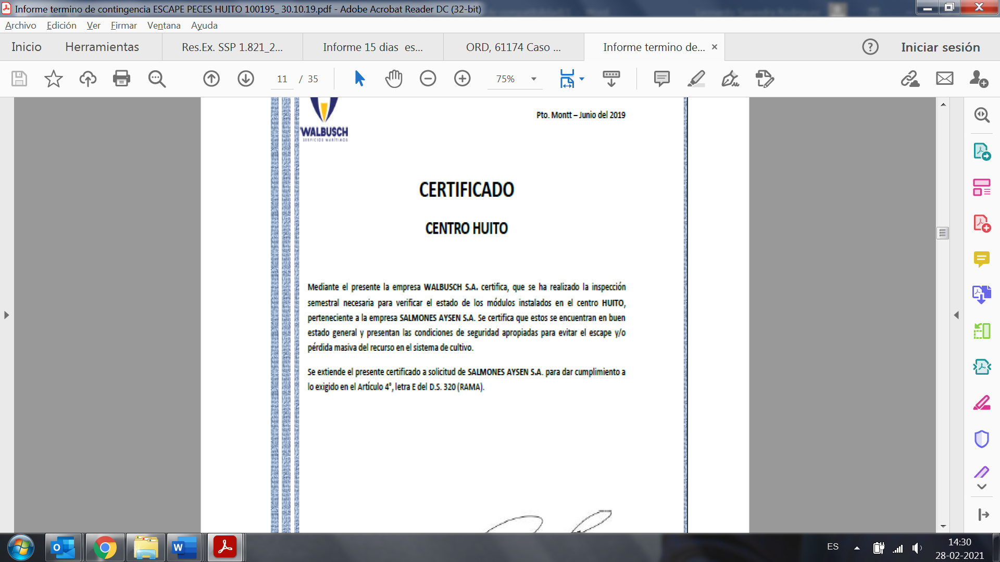 Informe termino de contingencia ESCAPE PECES HUITO 100195_ 30.10.19.pdf - Adobe Acrobat Reader DC (32-bit)
Archivo Edición Ver Firmar Ventana Ayuda
Inicio Herramientas Res.Ex. SSP 1.821_2... Informe 15 dias es... ORD, 61174 Caso ... Informe termino de... × Iniciar sesión
11 / 35 75%
Pto. Montt – Junio del 2019
WALBUSCH
SERVICIOS MARÍTIMOS
CERTIFICADO
CENTRO HUITO
Mediante el presente la empresa WALBUSCH S.A. certifica, que se ha realizado la inspección
semestral necesaria para verificar el estado de los módulos instalados en el centro HUITO,
perteneciente a la empresa SALMONES AYSEN S.A. Se certifica que estos se encuentran en buen
estado general y presentan las condiciones de seguridad apropiadas para evitar el escape y/o
pérdida masiva del recurso en el sistema de cultivo.
Se extiende el presente certificado a solicitud de SALMONES AYSEN S.A. para dar cumplimiento a
lo exigido en el Artículo 4°, letra E del D.S. 320 (RAMA).
ES
14:30
28-02-2021